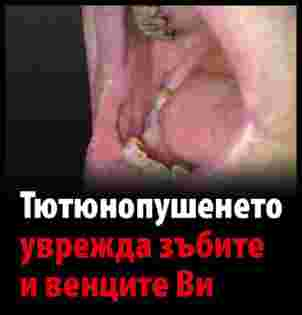 Тютюнопушенето
уврежда зъбите
и венците Ви